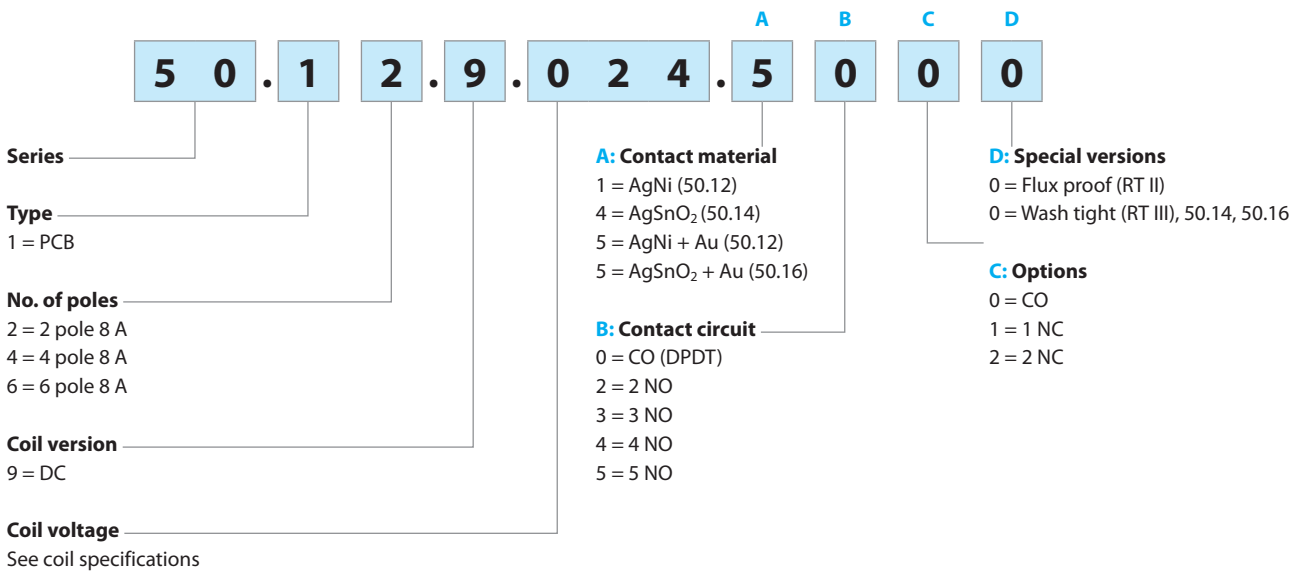 A B C D
5 0 . 1 2 . 9 . 0 2 4 . 5 0 0 0
Series
Type
1 = PCB
No. of poles
2 = 2 pole 8 A
4 = 4 pole 8 A
6 = 6 pole 8 A
Coil version
9 = DC
Coil voltage
See coil specifications
A: Contact material
1 = AgNi (50.12)
4 = AgSnO₂ (50.14)
5 = AgNi + Au (50.12)
5 = AgSnO₂ + Au (50.16)
B: Contact circuit
0 = CO (DPDT)
2 = 2 NO
3 = 3 NO
4 = 4 NO
5 = 5 NO
D: Special versions
0 = Flux proof (RT II)
0 = Wash tight (RT III), 50.14, 50.16
C: Options
0 = CO
1 = 1 NC
2 = 2 NC